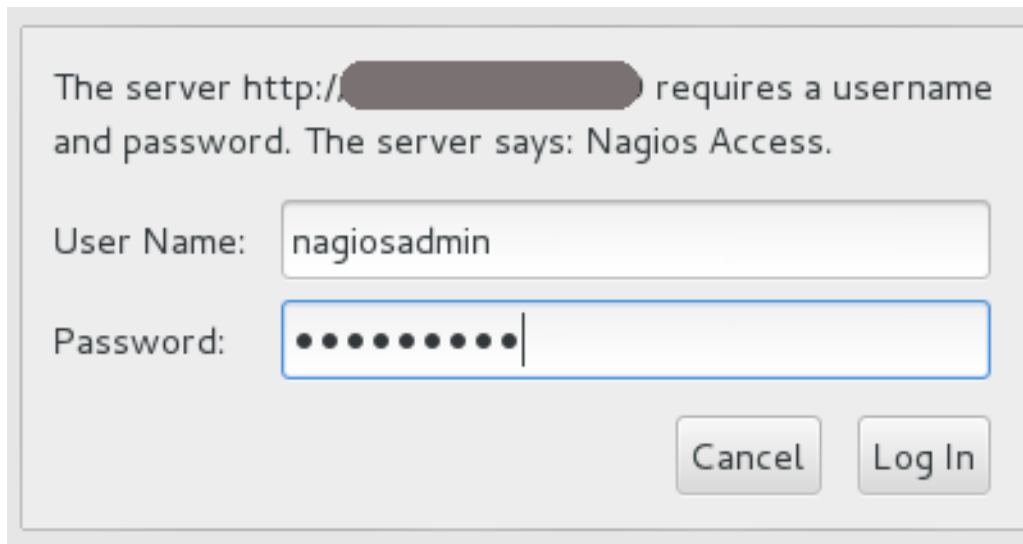 The server http:/ requires a username
and password. The server says: Nagios Access.
User Name: nagiosadmin
Password: •••••••••
Cancel Log In